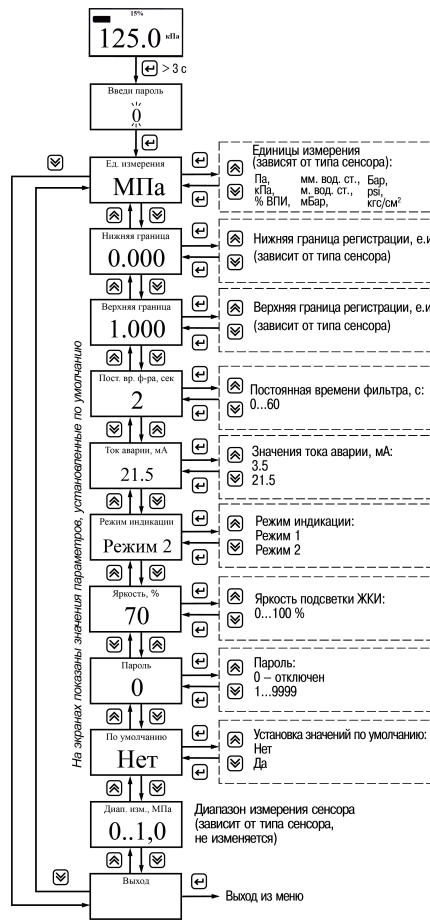 15%
125.0 кПа
> 3 с
Введи пароль
0
Ед. измерения
МПа
Единицы измерения
(зависят от типа сенсора):
Па, мм. вод. ст., Бар,
кПа, м. вод. ст., psi,
% ВПИ, мБар, кгс/см²
Нижняя граница
0.000
Нижняя граница регистрации, е.и
(зависит от типа сенсора)
Верхняя граница
1.000
Верхняя граница регистрации, е.и
(зависит от типа сенсора)
Пост. вр. ф-ра, сек
2
Постоянная времени фильтра, с:
0...60
Ток аварии, мА
21.5
Значения тока аварии, мА:
3.5
21.5
Режим индикации
Режим 2
Режим индикации:
Режим 1
Режим 2
Яркость, %
70
Яркость подсветки ЖКИ:
0...100 %
Пароль
0
Пароль:
0 – отключен
1...9999
По умолчанию
Нет
Установка значений по умолчанию:
Нет
Да
Диап. изм., МПа
0..1,0
Диапазон измерения сенсора
(зависит от типа сенсора,
не изменяется)
Выход
Выход из меню
На экранах показаны значения параметров, установленные по умолчанию